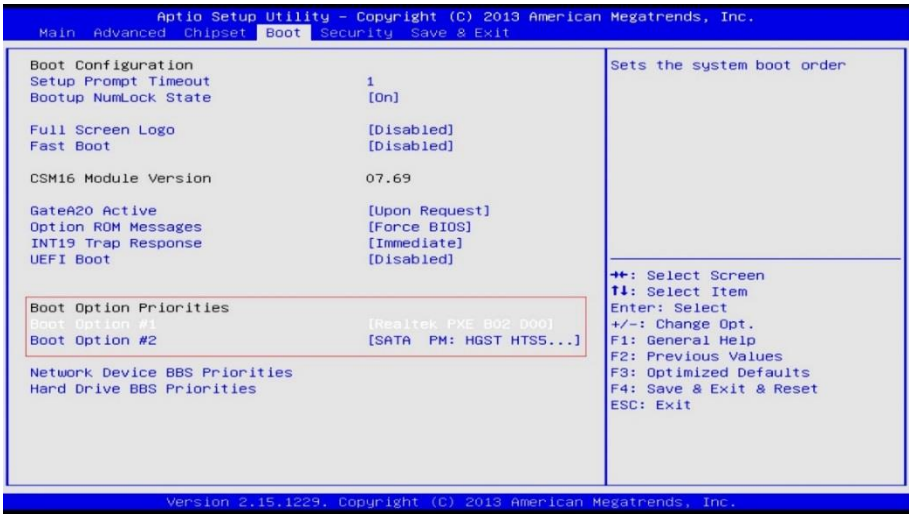 Aptio Setup Utility – Copyright (C) 2013 American Megatrends, Inc.
Main Advanced Chipset Boot Security Save & Exit
Boot Configuration
Setup Prompt Timeout 1
Bootup NumLock State [On]
Full Screen Logo [Disabled]
Fast Boot [Disabled]
CSM16 Module Version 07.69
GateA20 Active [Upon Request]
Option ROM Messages [Force BIOS]
INT19 Trap Response [Immediate]
UEFI Boot [Disabled]
Boot Option Priorities
Boot Option #1 [Realtek PXE B02 D00]
Boot Option #2 [SATA PM: HGST HTS5...]
Network Device BBS Priorities
Hard Drive BBS Priorities
Sets the system boot order
→←: Select Screen
↑↓: Select Item
Enter: Select
+/-: Change Opt.
F1: General Help
F2: Previous Values
F3: Optimized Defaults
F4: Save & Exit & Reset
ESC: Exit
Version 2.15.1229. Copyright (C) 2013 American Megatrends, Inc.